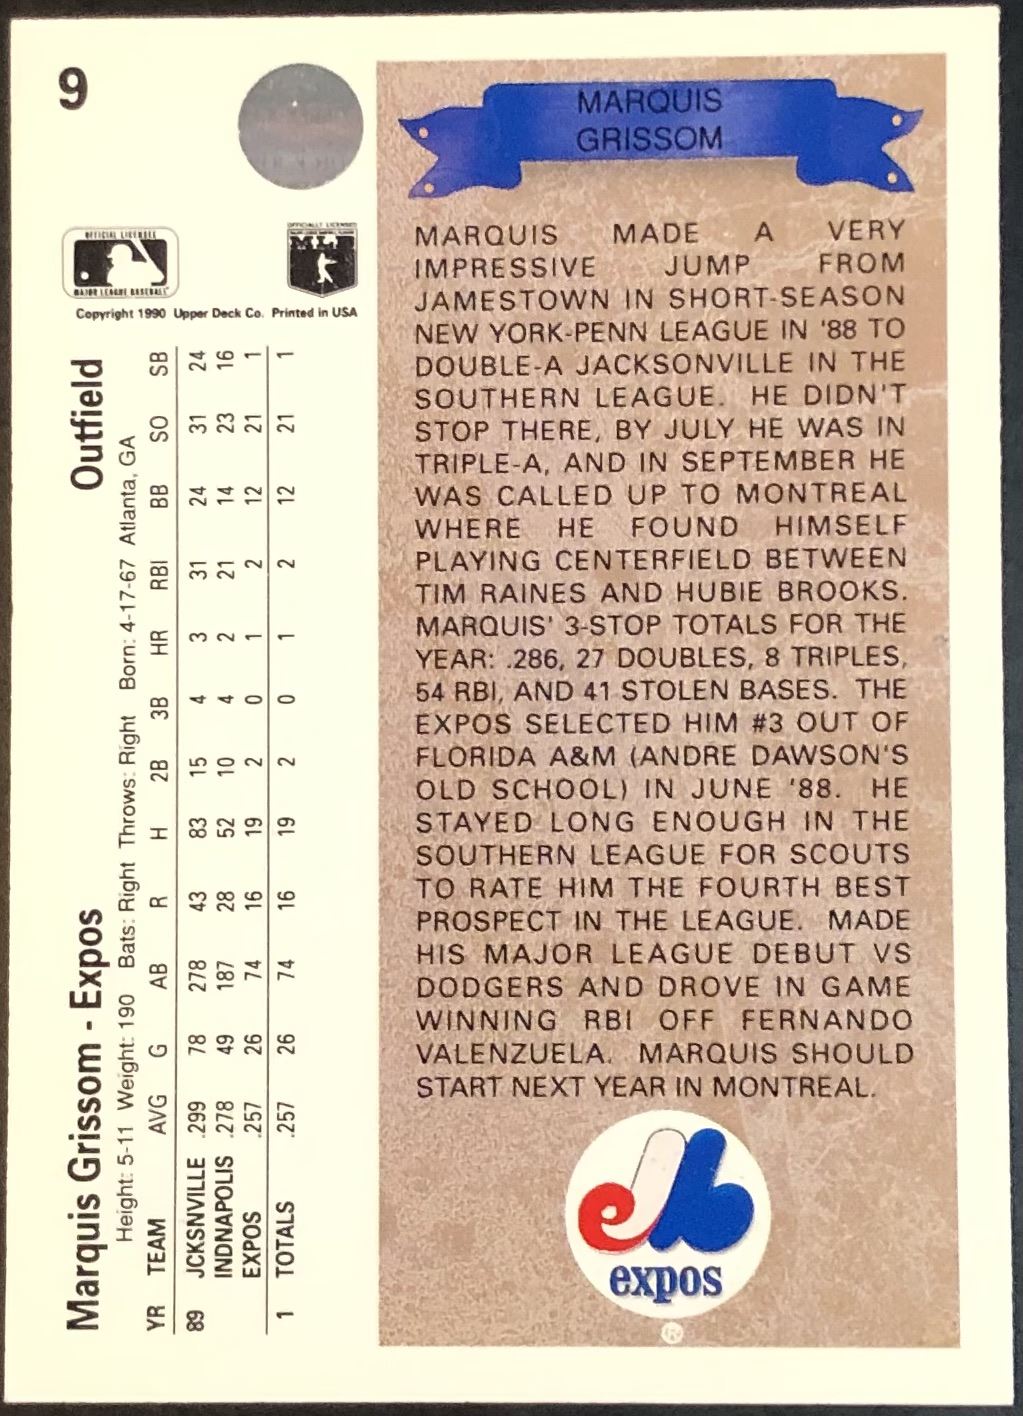 9
OFFICIAL LICENSEE
MAJOR LEAGUE BASEBALL
OFFICIALLY LICENSED
MLB
Copyright 1990 Upper Deck Co. Printed in USA
Marquis Grissom - Expos Outfield
Height: 5-11 Weight: 190 Bats: Right Throws: Right Born: 4-17-67 Atlanta, GA
YR TEAM AVG G AB R H 2B 3B HR RBI BB SO SB
89 JCKSNVILLE .299 78 278 43 83 15 4 3 31 24 31 24
INDNAPOLIS .278 49 187 28 52 10 4 2 21 14 23 16
EXPOS .257 26 74 16 19 2 0 1 2 12 21 1
1 TOTALS .257 26 74 16 19 2 0 1 2 12 21 1
MARQUIS
GRISSOM
MARQUIS MADE A VERY
IMPRESSIVE JUMP FROM
JAMESTOWN IN SHORT-SEASON
NEW YORK-PENN LEAGUE IN '88 TO
DOUBLE-A JACKSONVILLE IN THE
SOUTHERN LEAGUE. HE DIDN'T
STOP THERE, BY JULY HE WAS IN
TRIPLE-A, AND IN SEPTEMBER HE
WAS CALLED UP TO MONTREAL
WHERE HE FOUND HIMSELF
PLAYING CENTERFIELD BETWEEN
TIM RAINES AND HUBIE BROOKS.
MARQUIS' 3-STOP TOTALS FOR THE
YEAR: .286, 27 DOUBLES, 8 TRIPLES,
54 RBI, AND 41 STOLEN BASES. THE
EXPOS SELECTED HIM #3 OUT OF
FLORIDA A&M (ANDRE DAWSON'S
OLD SCHOOL) IN JUNE '88. HE
STAYED LONG ENOUGH IN THE
SOUTHERN LEAGUE FOR SCOUTS
TO RATE HIM THE FOURTH BEST
PROSPECT IN THE LEAGUE. MADE
HIS MAJOR LEAGUE DEBUT VS
DODGERS AND DROVE IN GAME
WINNING RBI OFF FERNANDO
VALENZUELA. MARQUIS SHOULD
START NEXT YEAR IN MONTREAL.
expos
®